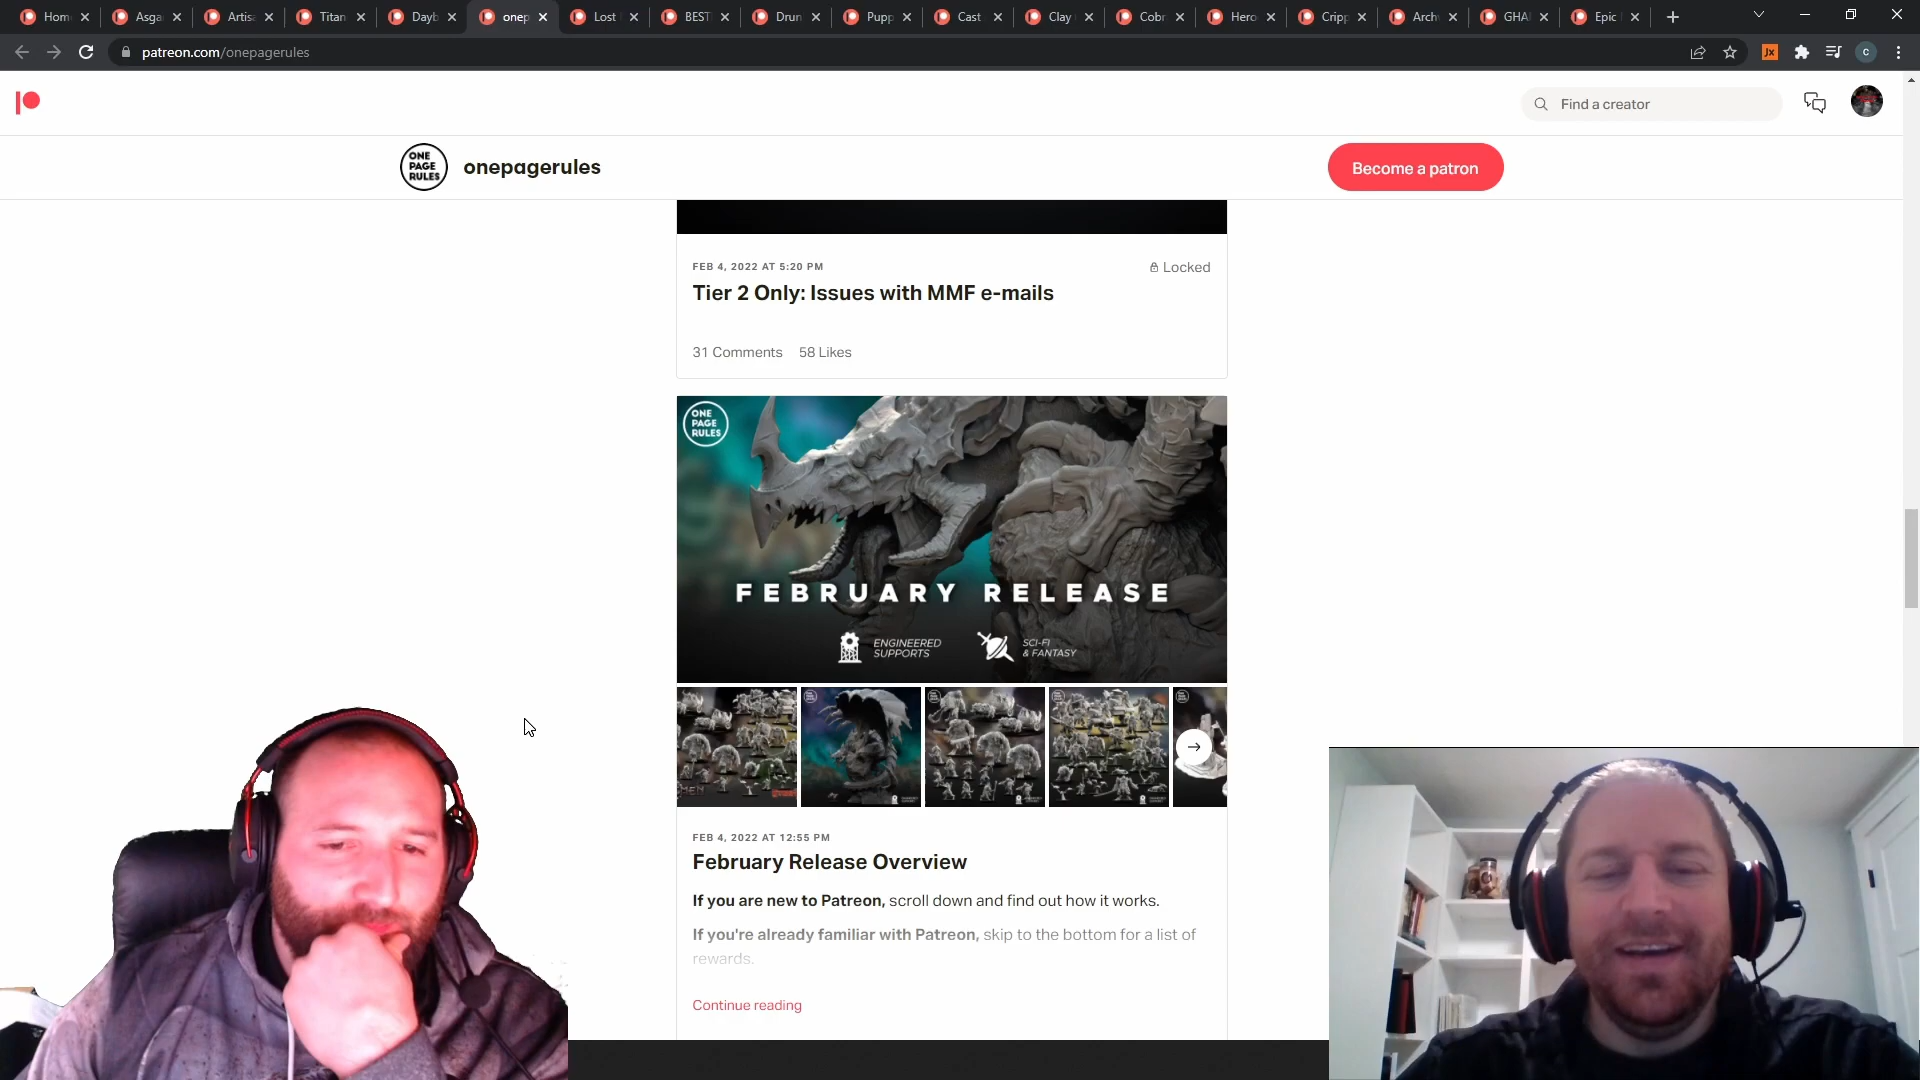 Hom
Asga
Artis
Titan
Dayb
onep
Lost
BEST
Drun
Pupp
Cast
Clay
Cobr
Hero
Cripp
Arch
GHA
Epic
patreon.com/onepagerules
Jx
c
Find a creator
ONE PAGE RULES
onepagerules
Become a patron
FEB 4, 2022 AT 5:20 PM
Locked
Tier 2 Only: Issues with MMF e-mails
31 Comments 58 Likes
ONE PAGE RULES
FEBRUARY RELEASE
ENGINEERED SUPPORTS
SCI-FI & FANTASY
FEB 4, 2022 AT 12:55 PM
February Release Overview
If you are new to Patreon, scroll down and find out how it works.
If you're already familiar with Patreon, skip to the bottom for a list of
rewards.
Continue reading